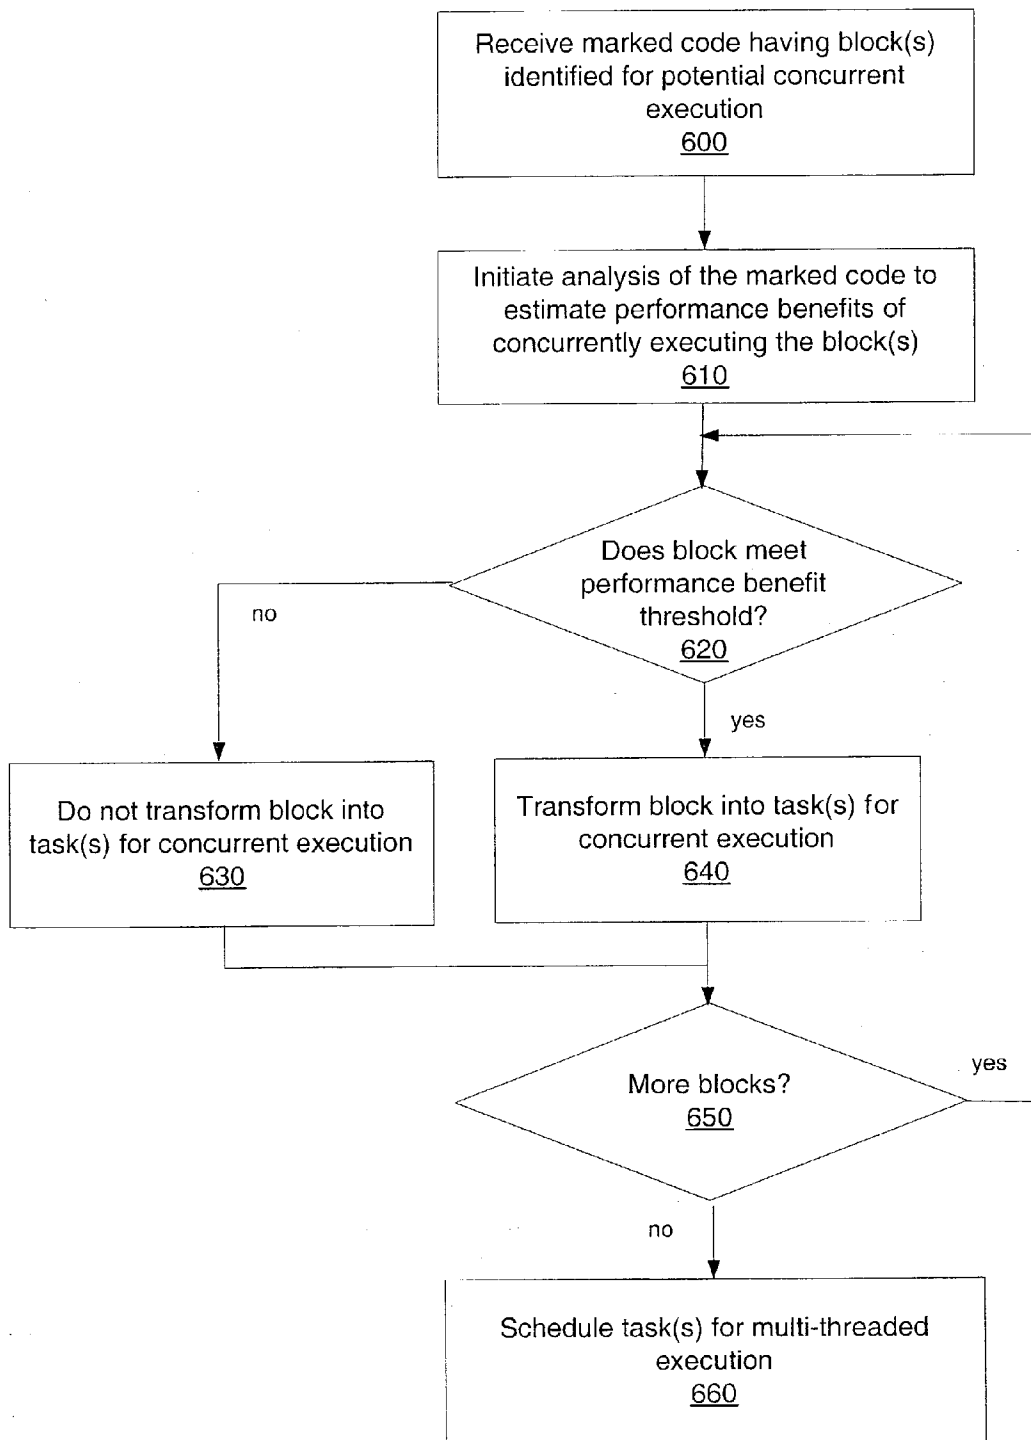 Receive marked code having block(s)
identified for potential concurrent
execution
600
Initiate analysis of the marked code to
estimate performance benefits of
concurrently executing the block(s)
610
Does block meet
performance benefit
threshold?
620
no
yes
Do not transform block into
task(s) for concurrent execution
630
Transform block into task(s) for
concurrent execution
640
More blocks?
650
yes
no
Schedule task(s) for multi-threaded
execution
660